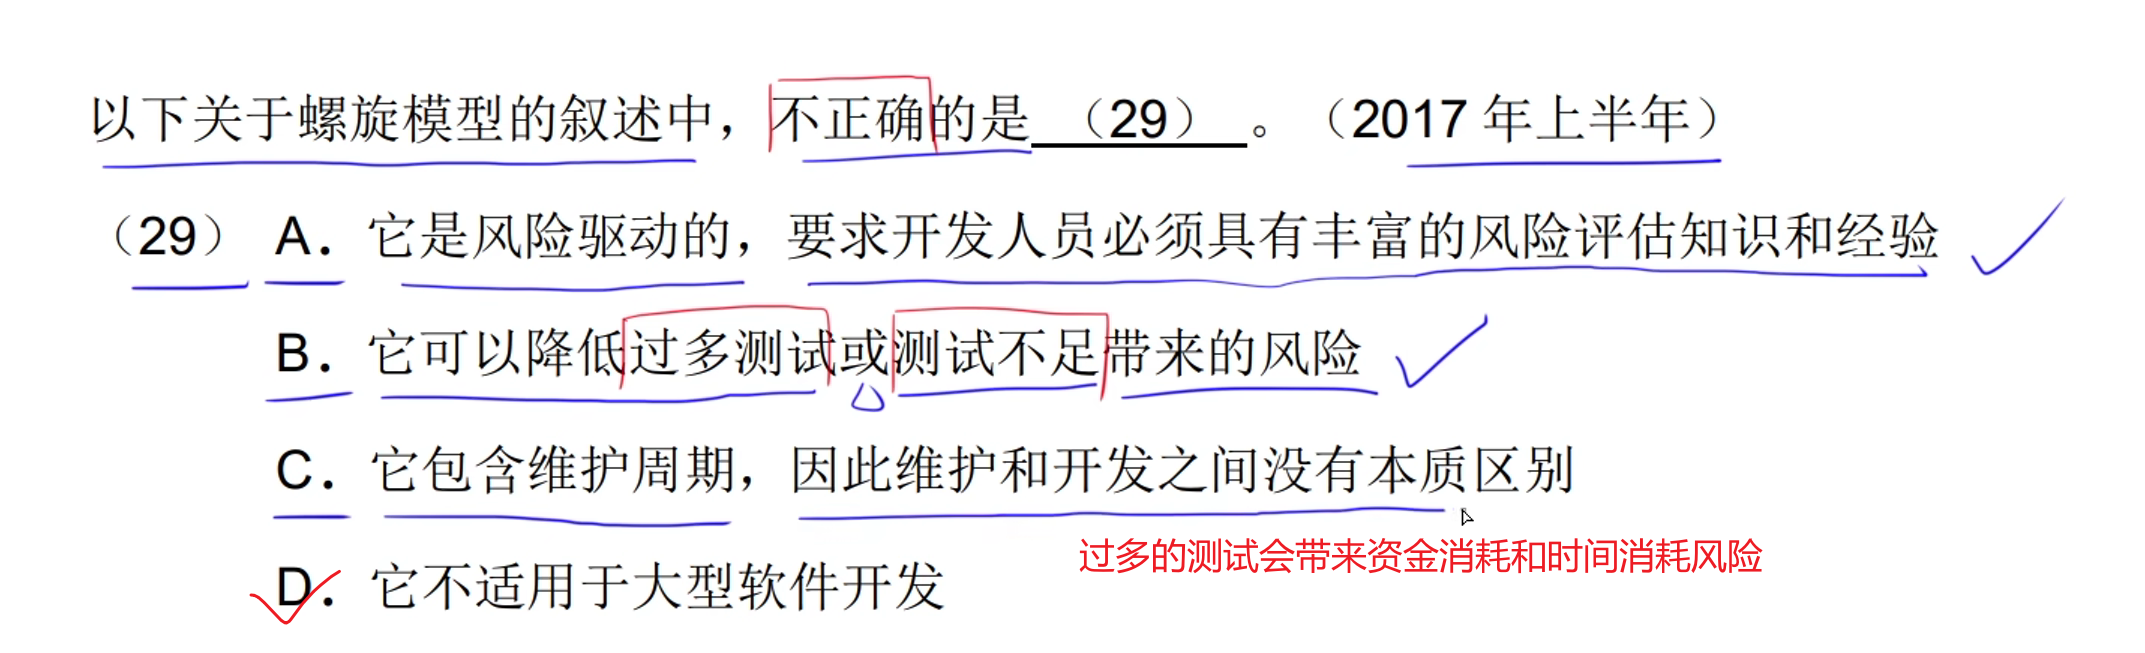 以下关于螺旋模型的叙述中，不正确的是（29）。（2017年上半年）
（29） A．它是风险驱动的，要求开发人员必须具有丰富的风险评估知识和经验
B．它可以降低过多测试或测试不足带来的风险
C．它包含维护周期，因此维护和开发之间没有本质区别
过多的测试会带来资金消耗和时间消耗风险
D．它不适用于大型软件开发